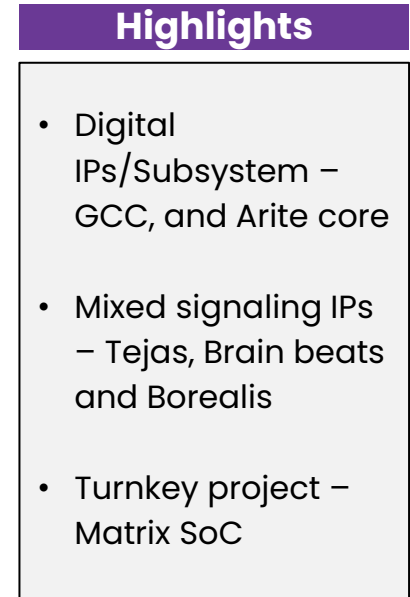 Highlights
• Digital
IPs/Subsystem –
GCC, and Arite core
• Mixed signaling IPs
– Tejas, Brain beats
and Borealis
• Turnkey project –
Matrix SoC